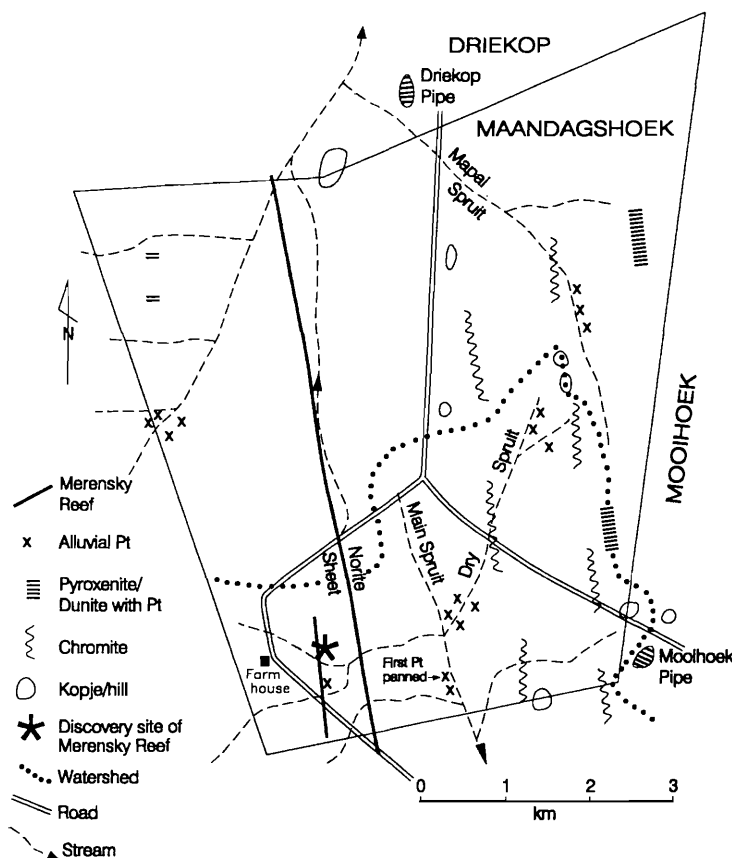 DRIEKOP
Driekop
Pipe
MAANDAGSHOEK
Mapal
Spruit
N
MOOIHOEK
Spruit
Main Spruit
Dry
Norite
Sheet
First Pt
panned
Farm
house
Mooihoek
Pipe
Merensky
Reef
x Alluvial Pt
Pyroxenite/
Dunite with Pt
Chromite
Kopje/hill
Discovery site of
Merensky Reef
Watershed
Road
Stream
0 1 2 3
km